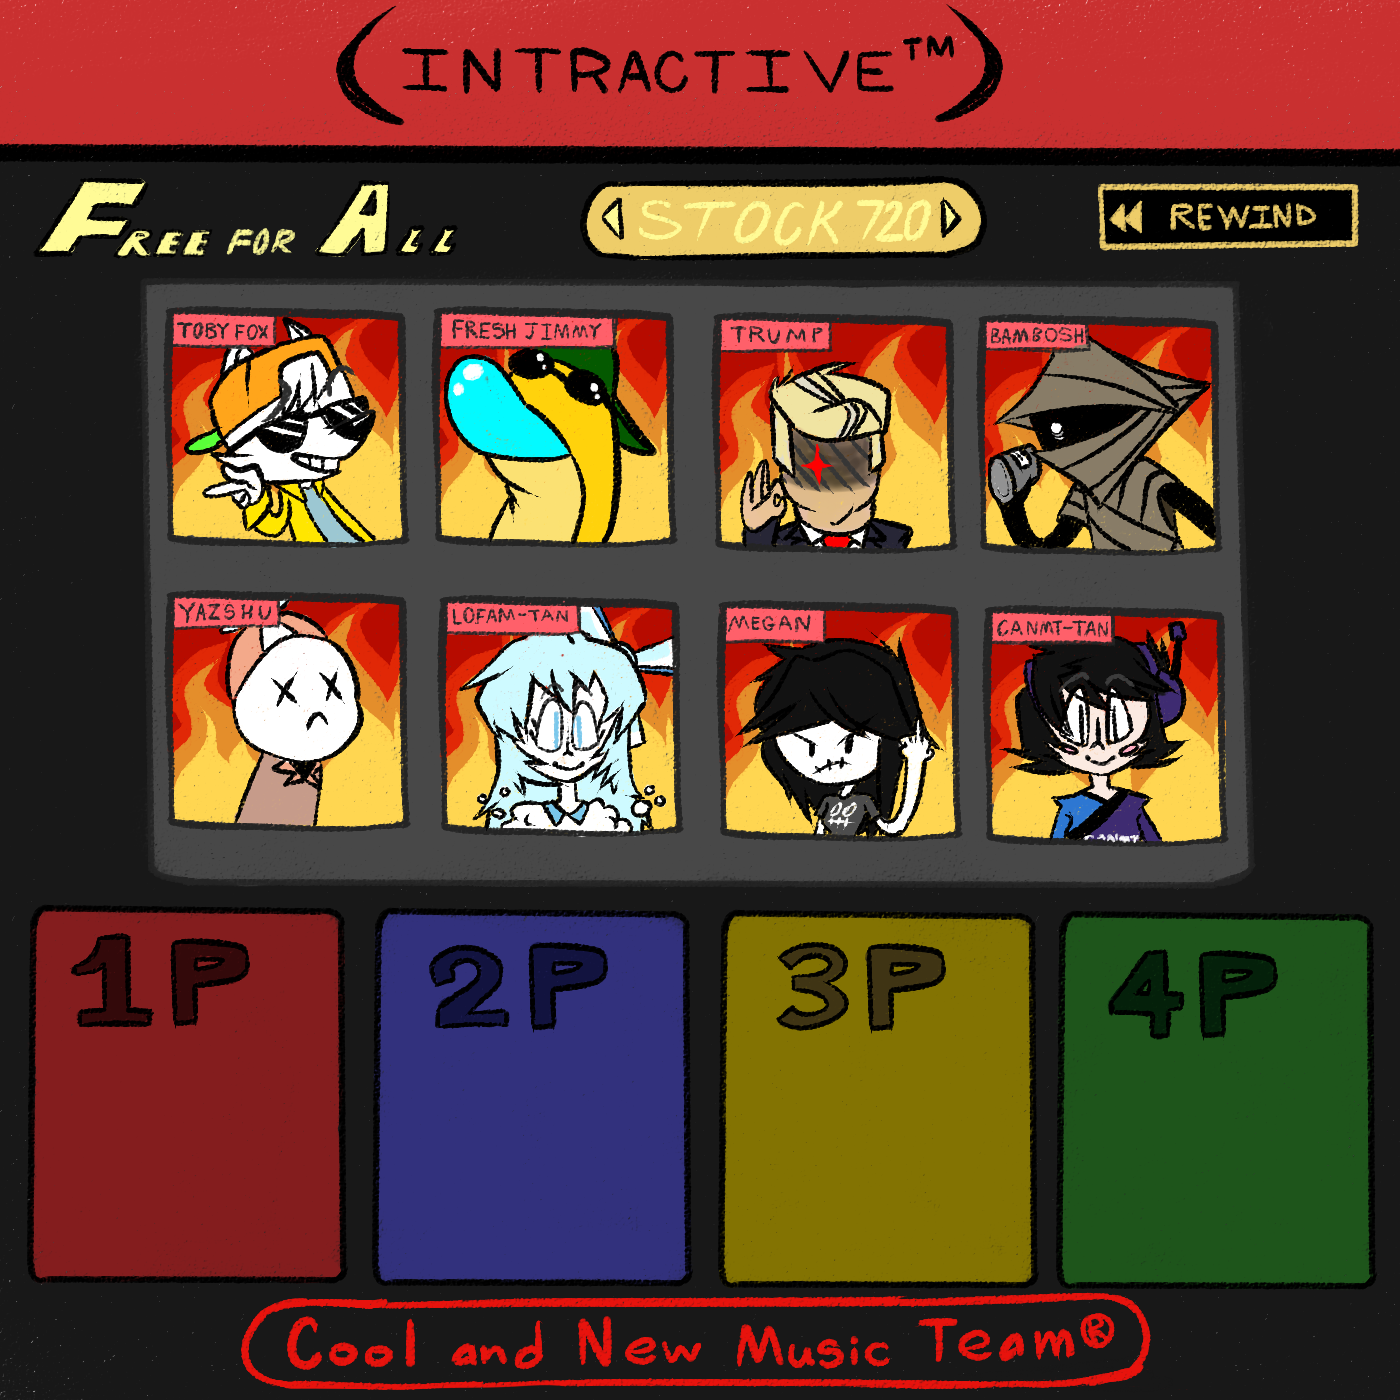 (INTRACTIVE™)
FREE FOR ALL
STOCK 720
REWIND
TOBY FOX
FRESH JIMMY
TRUMP
BAMBOSH
YAZSHU
LOFAM-TAN
MEGAN
CANMT-TAN
CANMT
1P
2P
3P
4P
Cool and New Music Team®